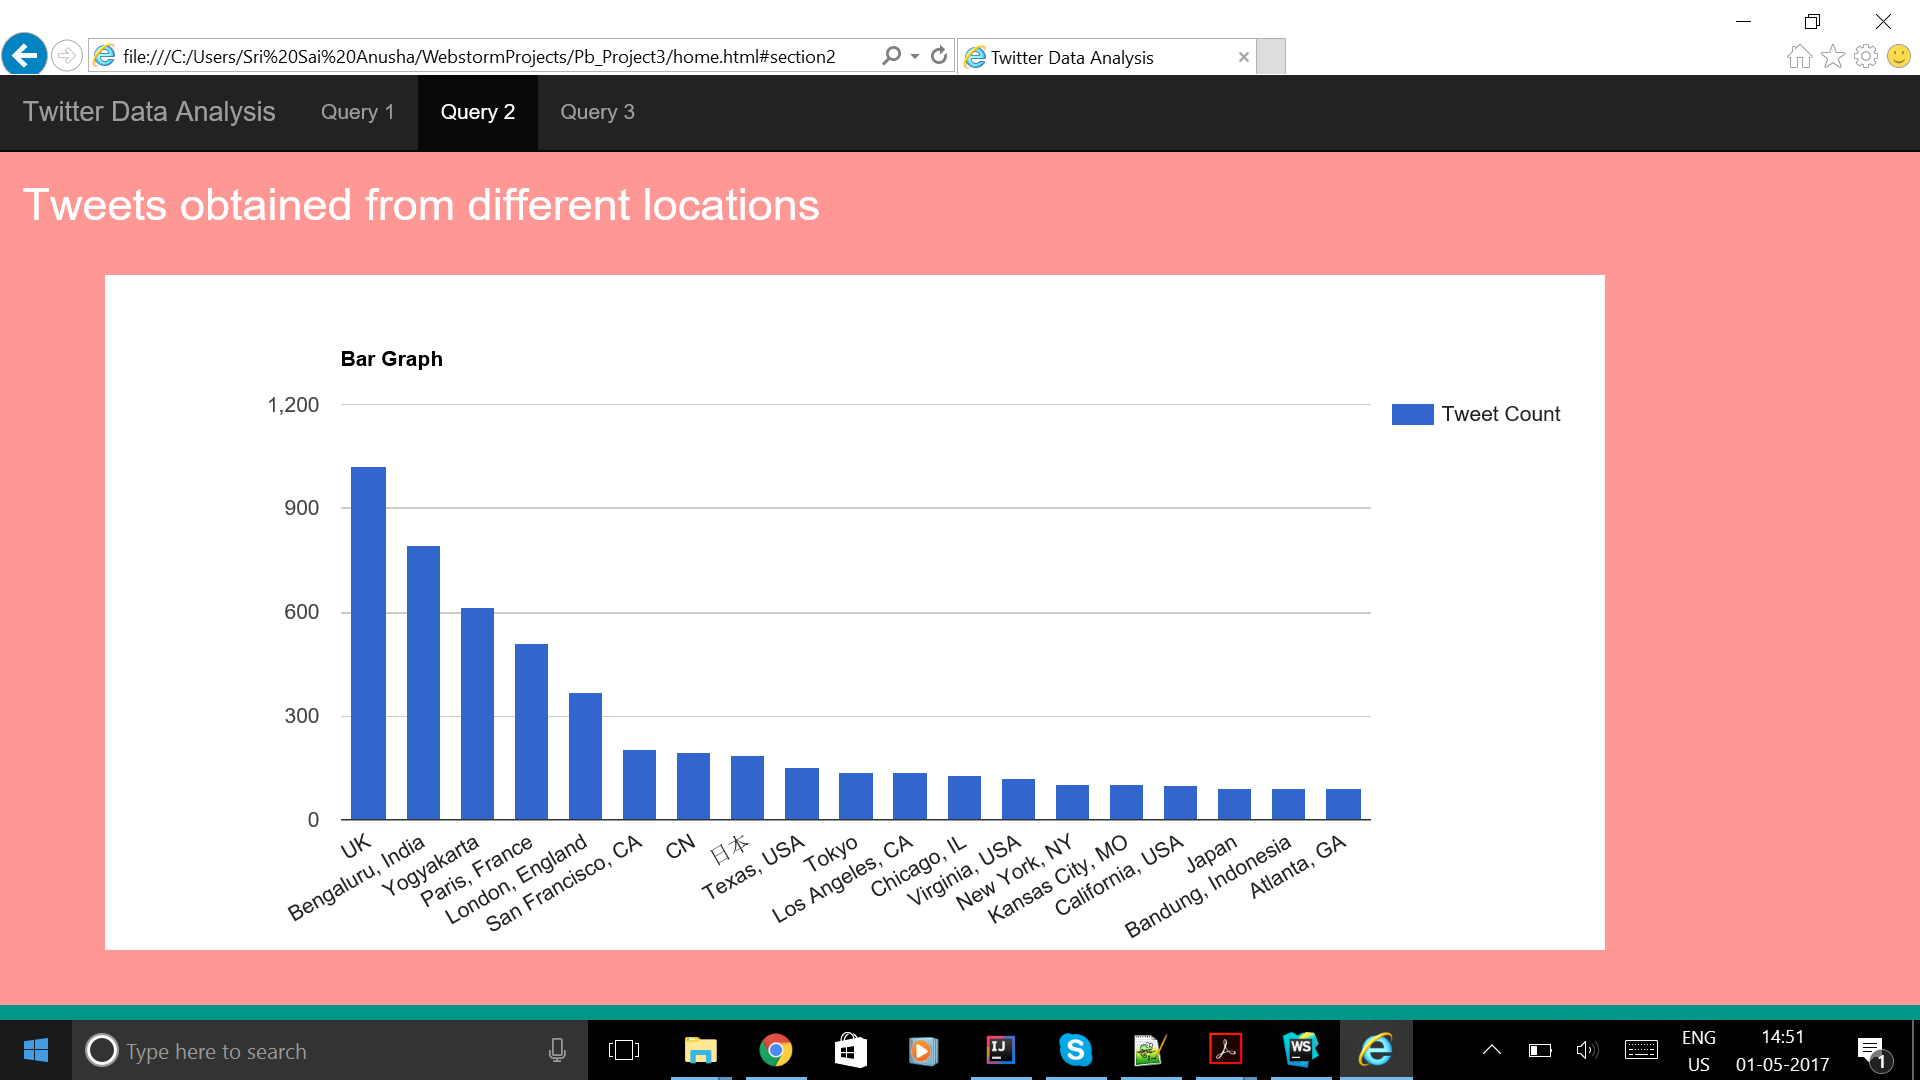 file:///C:/Users/Sri%20Sai%20Anusha/WebstormProjects/Pb_Project3/home.html#section2
Twitter Data Analysis
Twitter Data Analysis Query 1 Query 2 Query 3
Tweets obtained from different locations
Bar Graph
Tweet Count
1,200
900
600
300
0
UK
Bengaluru, India
Yogyakarta
Paris, France
London, England
San Francisco, CA
CN
日本
Texas, USA
Tokyo
Los Angeles, CA
Chicago, IL
Virginia, USA
New York, NY
Kansas City, MO
California, USA
Japan
Bandung, Indonesia
Atlanta, GA
Type here to search
IJ
WS
ENG
US
14:51
01-05-2017
1